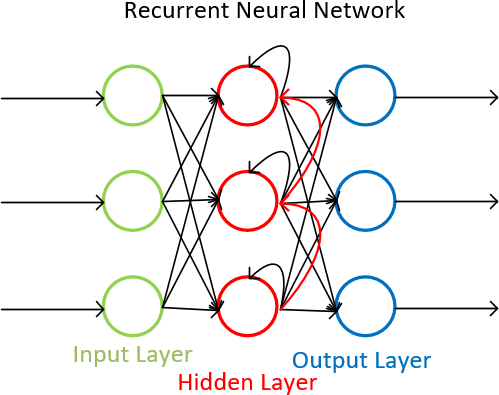 Recurrent Neural Network
Input Layer
Output Layer
Hidden Layer